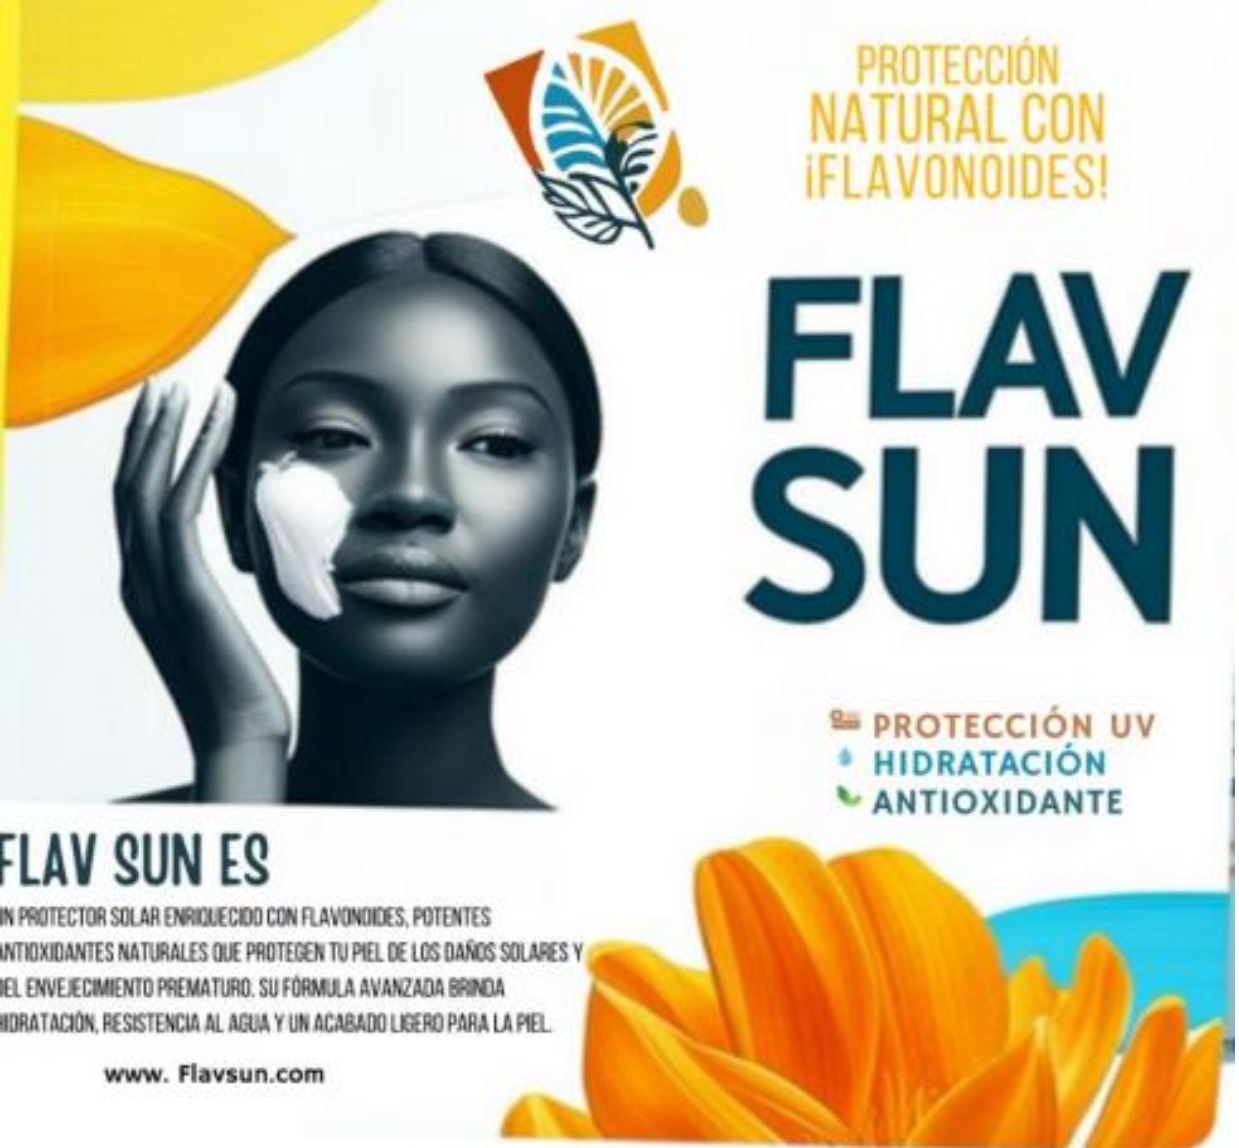 PROTECCIÓN
NATURAL CON
¡FLAVONOIDES!
FLAV
SUN
PROTECCIÓN UV
HIDRATACIÓN
ANTIOXIDANTE
FLAV SUN ES
UN PROTECTOR SOLAR ENRIQUECIDO CON FLAVONOIDES, POTENTES
ANTIOXIDANTES NATURALES QUE PROTEGEN TU PIEL DE LOS DAÑOS SOLARES Y
DEL ENVEJECIMIENTO PREMATURO. SU FÓRMULA AVANZADA BRINDA
HIDRATACIÓN, RESISTENCIA AL AGUA Y UN ACABADO LIGERO PARA LA PIEL.
www. Flavsun.com